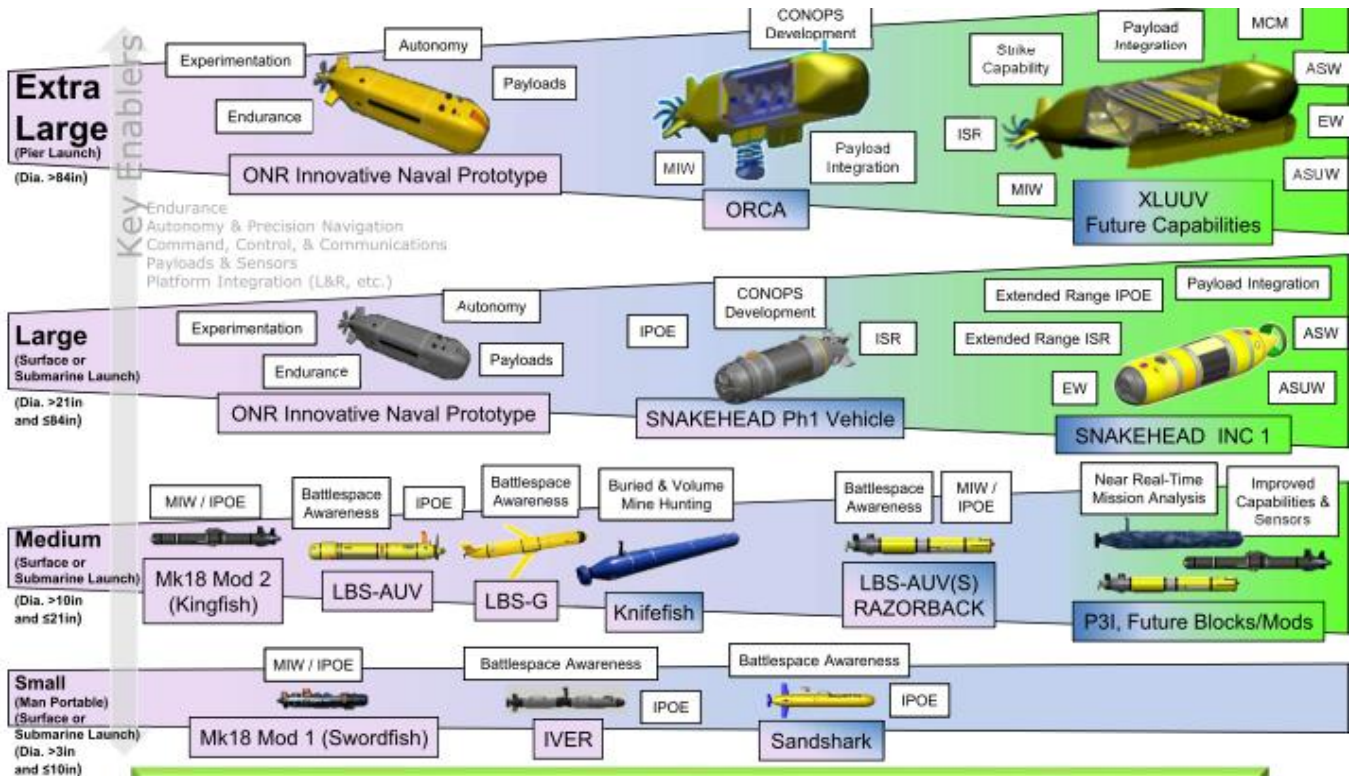 Key Enablers
Extra
Large
(Pier Launch)
(Dia. >84in)
Experimentation
Autonomy
Endurance
Payloads
ONR Innovative Naval Prototype
CONOPS
Development
MIW
Payload
Integration
ORCA
Strike
Capability
Payload
Integration
MCM
ASW
ISR
EW
MIW
ASUW
XLUUV
Future Capabilities
Endurance
Autonomy & Precision Navigation
Command, Control, & Communications
Payloads & Sensors
Platform Integration (L&R, etc.)
Large
(Surface or
Submarine Launch)
(Dia. >21in
and ≤84in)
Experimentation
Autonomy
Endurance
Payloads
ONR Innovative Naval Prototype
IPOE
CONOPS
Development
ISR
SNAKEHEAD Ph1 Vehicle
Extended Range IPOE
Payload Integration
Extended Range ISR
ASW
EW
ASUW
SNAKEHEAD INC 1
Medium
(Surface or
Submarine Launch)
(Dia. >10in
and ≤21in)
MIW / IPOE
Mk18 Mod 2
(Kingfish)
Battlespace
Awareness
IPOE
LBS-AUV
Battlespace
Awareness
LBS-G
Buried & Volume
Mine Hunting
Knifefish
Battlespace
Awareness
MIW /
IPOE
LBS-AUV(S)
RAZORBACK
Near Real-Time
Mission Analysis
Improved
Capabilities &
Sensors
P3I, Future Blocks/Mods
Small
(Man Portable)
(Surface or
Submarine Launch)
(Dia. >3in
and ≤10in)
MIW / IPOE
Mk18 Mod 1 (Swordfish)
Battlespace Awareness
IPOE
IVER
Battlespace Awareness
IPOE
Sandshark